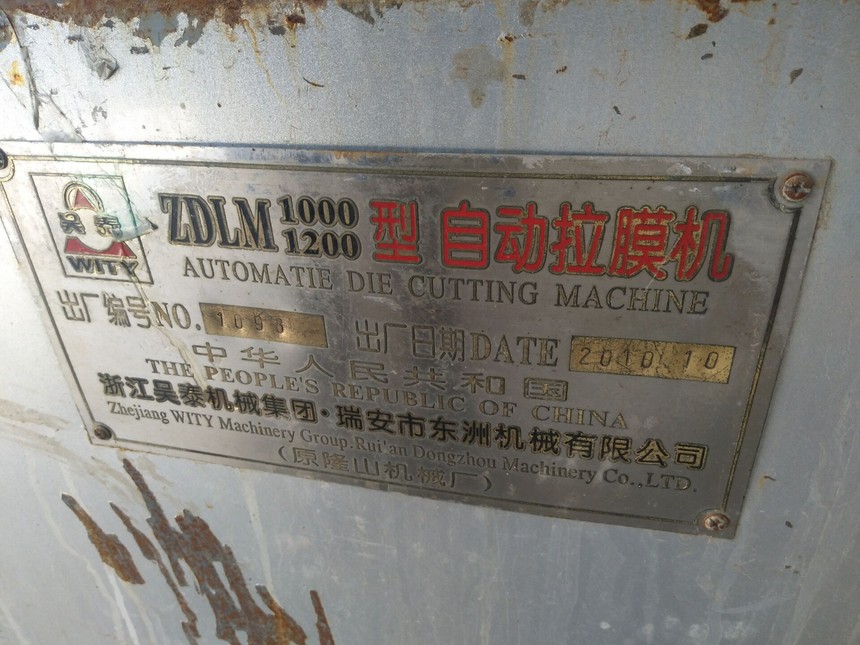 吴泰
WITY
ZDLM 1000 1200 型 自动拉膜机
AUTOMATIE DIE CUTTING MACHINE
出厂编号NO. 1093 出厂日期DATE 2010 10
中华人民共和国
THE PEOPLE'S REPUBLIC OF CHINA
浙江吴泰机械集团·瑞安市东洲机械有限公司
Zhejiang WITY Machinery Group.Rui'an Dongzhou Machinery Co.,LTD.
(原隆山机械厂)